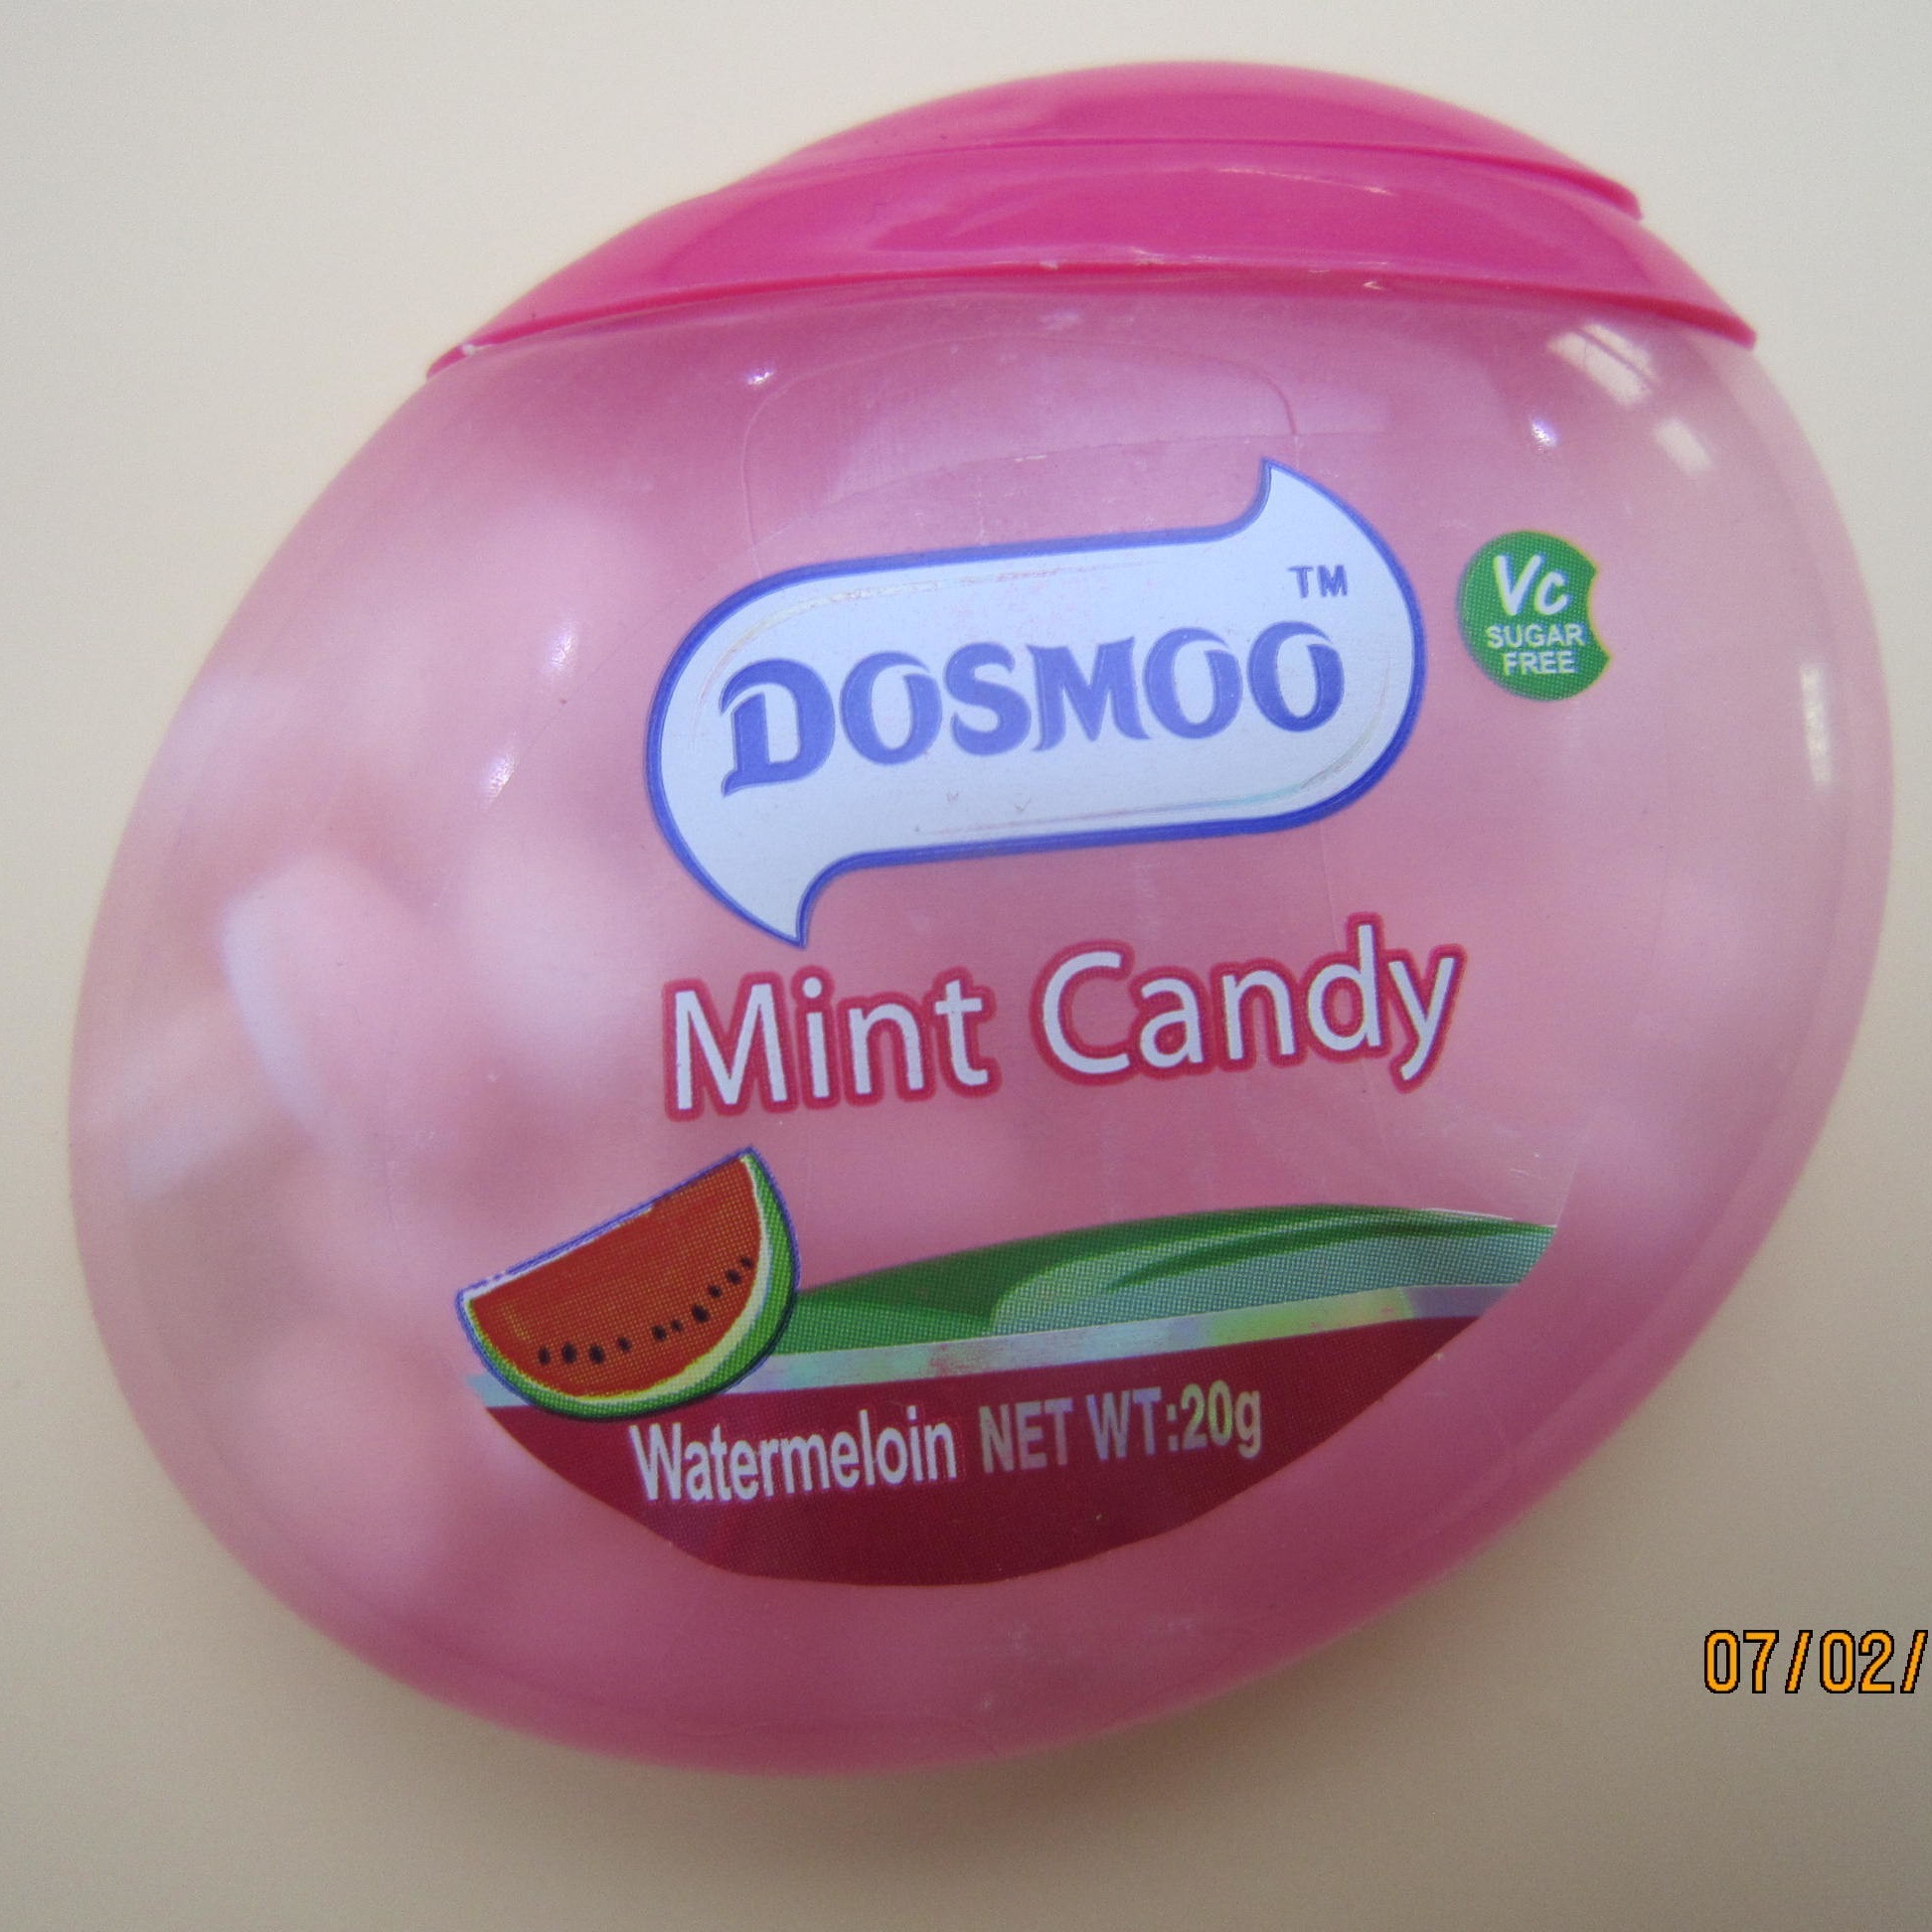 DOSMOO TM
Vc
SUGAR
FREE
Mint Candy
Watermeloin NET WT:20g
07/02/